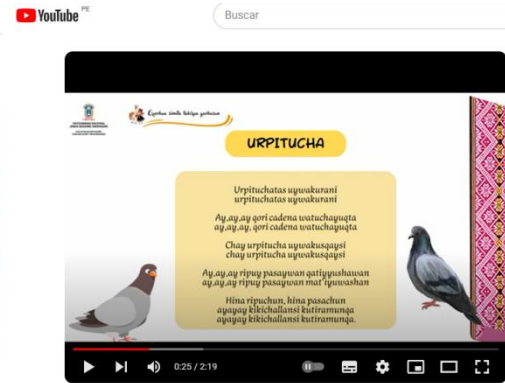 YouTube PE
Buscar
URPITUCHA
Urpituchatas uywakurani
urpituchatas uywakurani
Ay,ay,ay qori cadena watuchayuqta
ay,ay,ay, qori cadena watuchayuqta
Chay urpitucha uywakusqaysi
chay urpitucha uywakusqaysi
Ay,ay,ay ripuy pasaywan qatiyyushawan
ay,ay,ay ripuy pasaywan mat'iyuwashan
Hina ripuchun, hina pasachun
ayayay kikichallansi kutiramunqa
ayayay kikichallansi kutiramunqa.
0:25 / 2:19